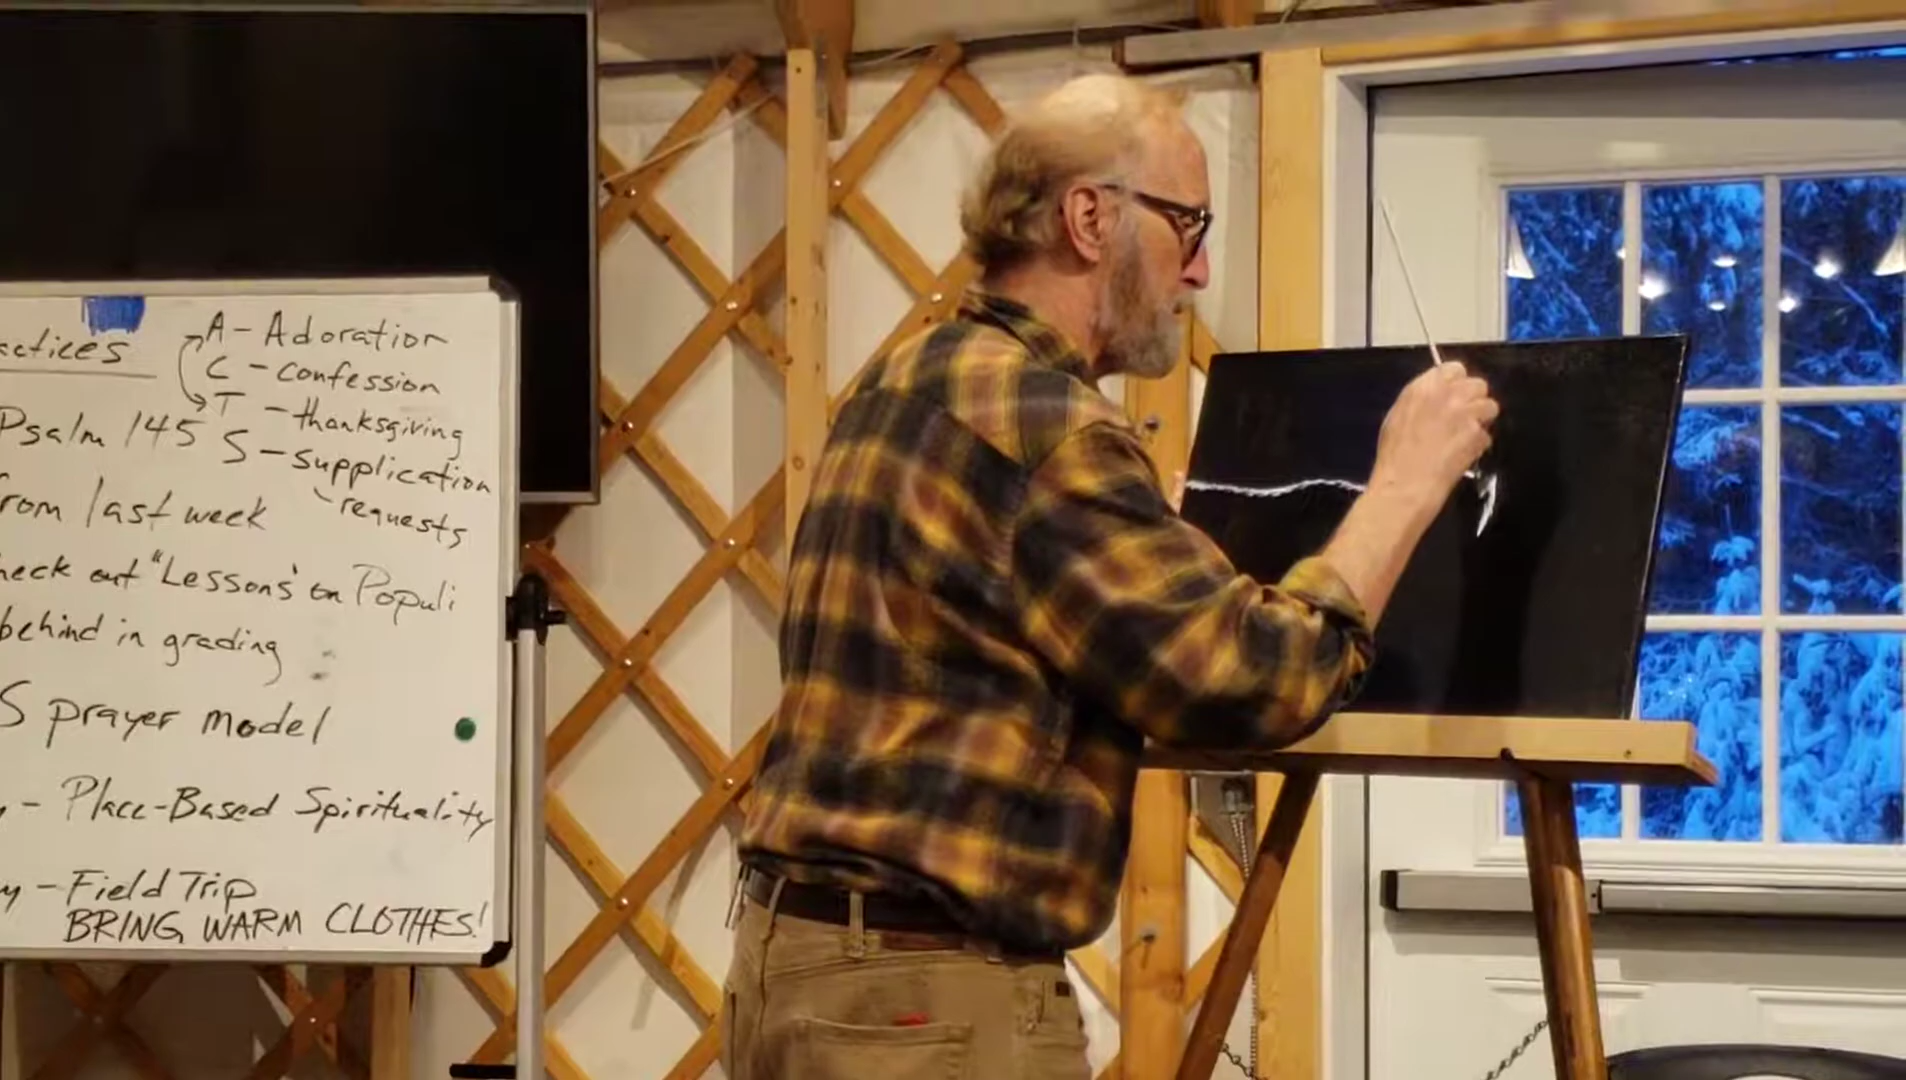 A - Adoration
C - confession
T - thanksgiving
S - supplication
- requests
actices
Psalm 145
from last week
heck out "Lessons" on Populi
behind in grading
S prayer model
y - Place-Based Spirituality
y - Field Trip
BRING WARM CLOTHES!